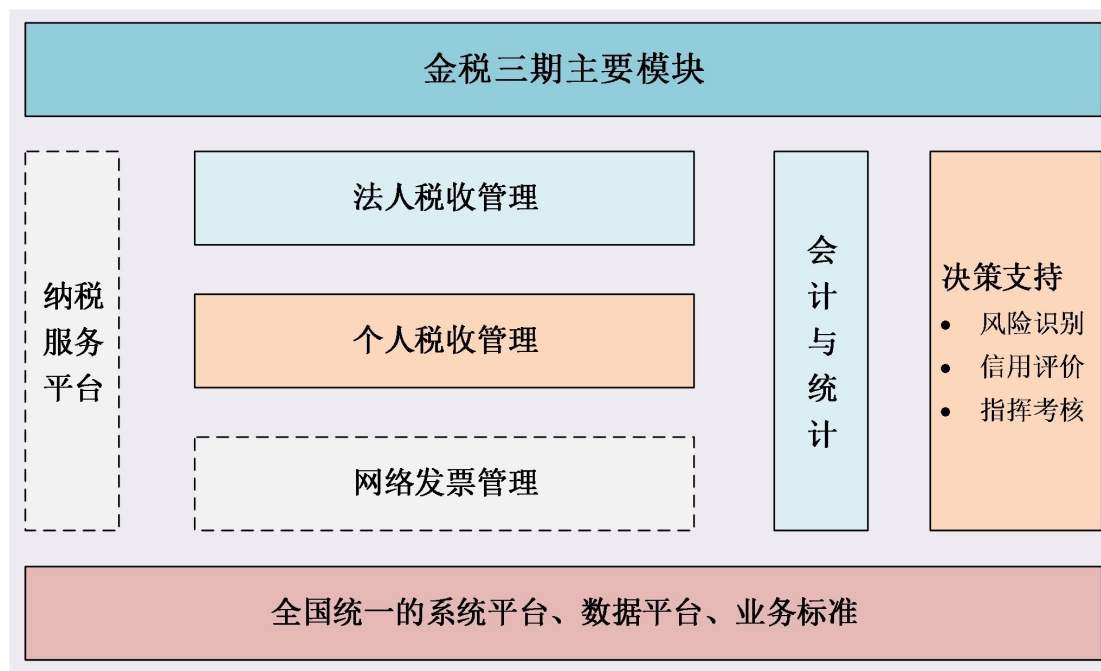 金税三期主要模块
纳税
服务
平台
法人税收管理
个人税收管理
网络发票管理
会
计
与
统
计
决策支持
• 风险识别
• 信用评价
• 指挥考核
全国统一的系统平台、数据平台、业务标准